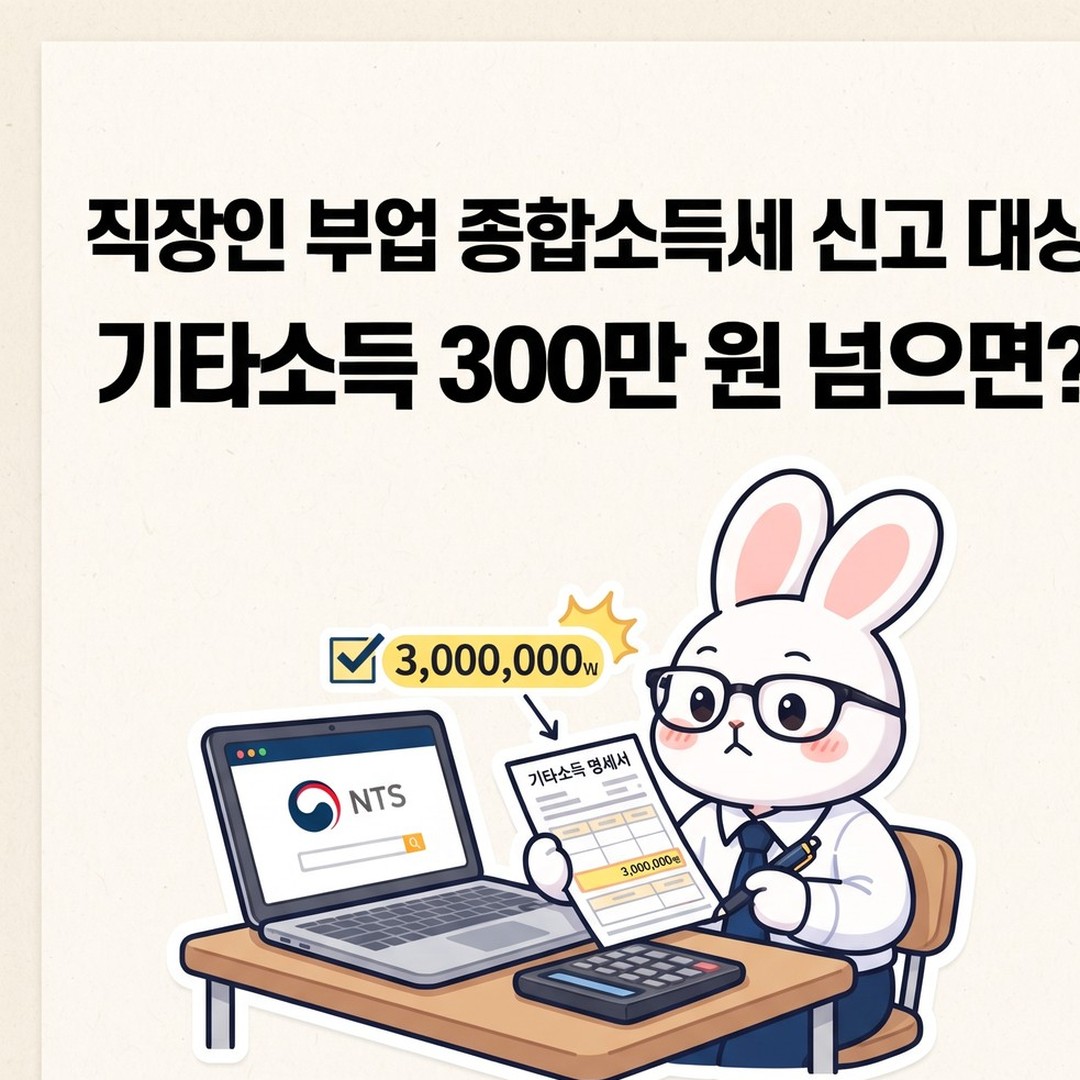 직장인 부업 종합소득세 신고 대상
기타소득 300만 원 넘으면?
3,000,000W
기타소득 명세서
NTS
3,000,000원